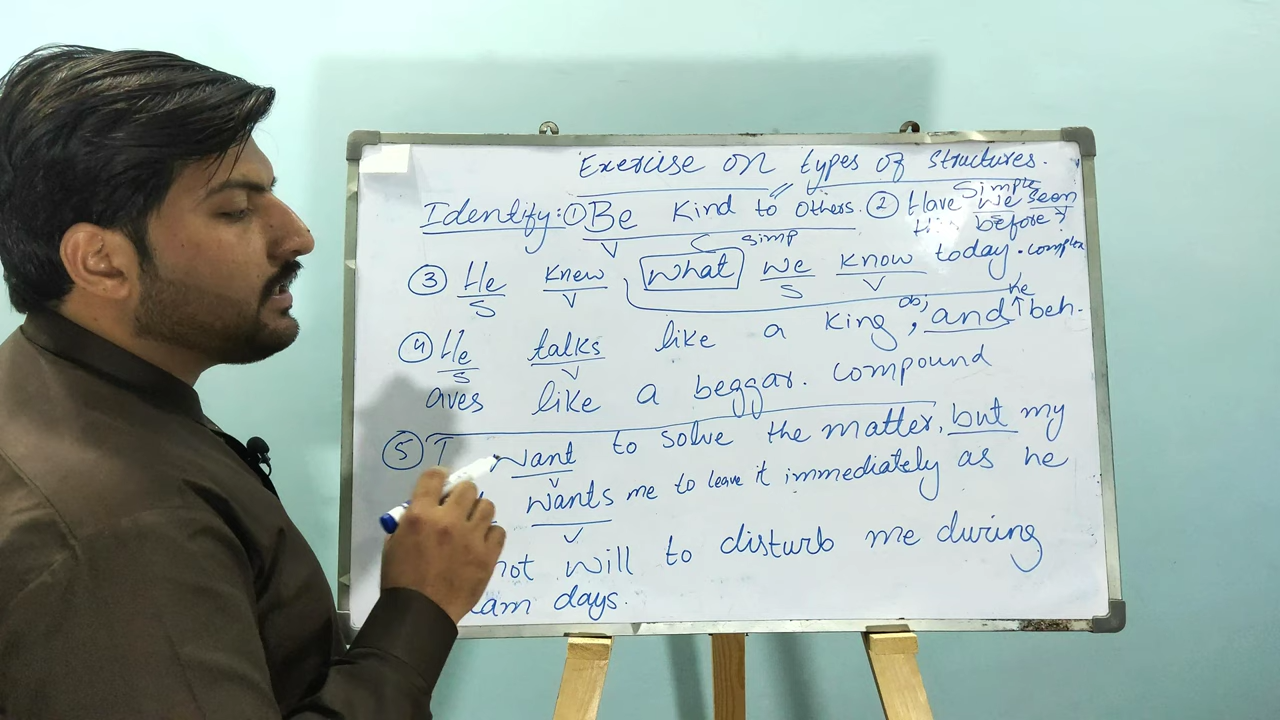 Exercise on types of structures.
Simple
Identify: ① Be kind to others. ② Have we seen
V
him before?
simp
③ He knew what we know today. complex
S V S V
obj he
④ He talks like a king, and ↑ beh-
S V
aves like a beggar. compound
⑤ I want to solve the matter, but my
V
wants me to leave it immediately as he
V
not will to disturb me during
days.